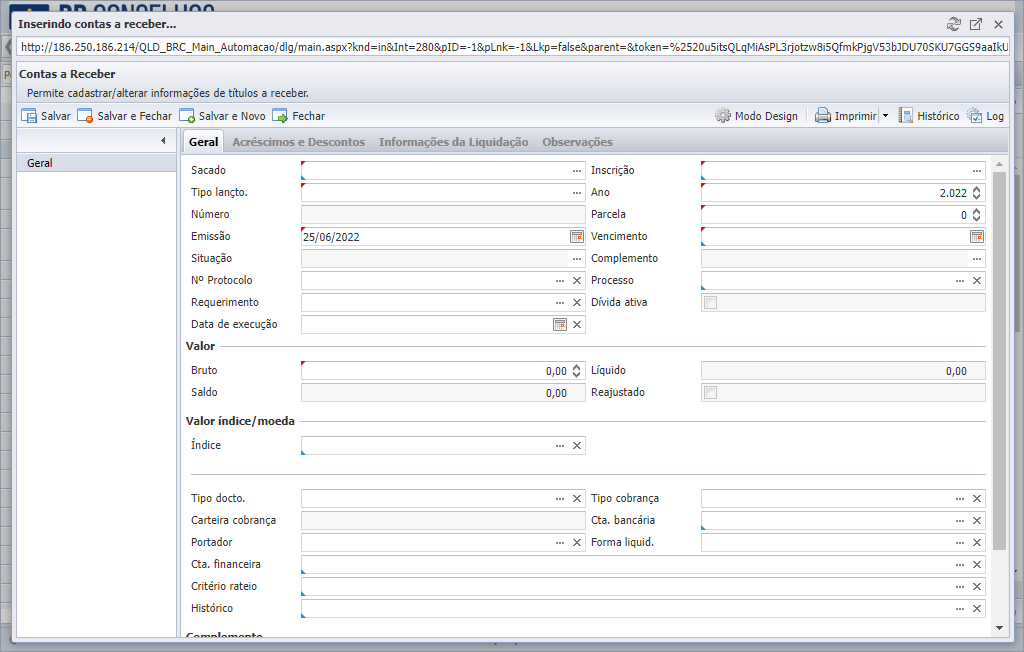 BR CONSELHOS
Inserindo contas a receber...
http://186.250.186.214/QLD_BRC_Main_Automacao/dlg/main.aspx?knd=in&Int=280&pID=-1&pLnk=-1&Lkp=false&parent=&token=%2520u5itsQLqMiAsPL3rjotzw8i5QfmkPjgV53bJDU70SKU7GGS9aaIkU
Contas a Receber
Permite cadastrar/alterar informações de títulos a receber.
Salvar Salvar e Fechar Salvar e Novo Fechar Modo Design Imprimir Histórico Log
Geral Acréscimos e Descontos Informações da Liquidação Observações
Geral
Sacado Inscrição
Tipo lançto. Ano 2.022
Número Parcela 0
Emissão 25/06/2022 Vencimento
Situação Complemento
Nº Protocolo Processo
Requerimento Dívida ativa
Data de execução
Valor
Bruto 0,00 Líquido 0,00
Saldo 0,00 Reajustado
Valor índice/moeda
Índice
Tipo docto. Tipo cobrança
Carteira cobrança Cta. bancária
Portador Forma liquid.
Cta. financeira
Critério rateio
Histórico
Complemento